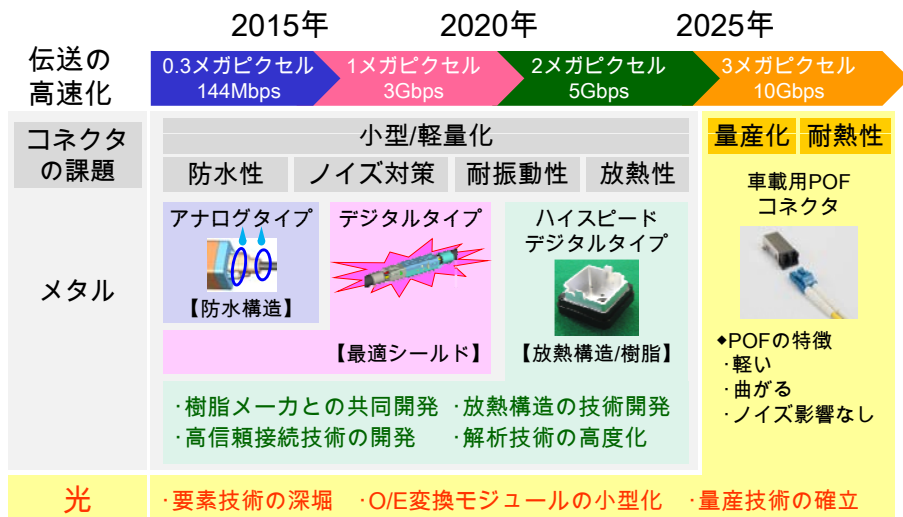 2015年
2020年
2025年
伝送の
高速化
0.3メガピクセル
144Mbps
1メガピクセル
3Gbps
2メガピクセル
5Gbps
3メガピクセル
10Gbps
コネクタ
の課題
小型/軽量化
防水性
ノイズ対策
耐振動性
放熱性
量産化
耐熱性
メタル
アナログタイプ
【防水構造】
デジタルタイプ
【最適シールド】
ハイスピード
デジタルタイプ
【放熱構造/樹脂】
車載用POF
コネクタ
◆POFの特徴
・軽い
・曲がる
・ノイズ影響なし
・樹脂メーカとの共同開発
・放熱構造の技術開発
・高信頼接続技術の開発
・解析技術の高度化
光
・要素技術の深堀
・O/E変換モジュールの小型化
・量産技術の確立